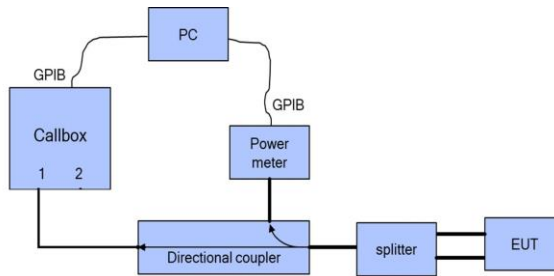 PC
GPIB
GPIB
Callbox
1 2
Power
meter
Directional coupler
splitter
EUT